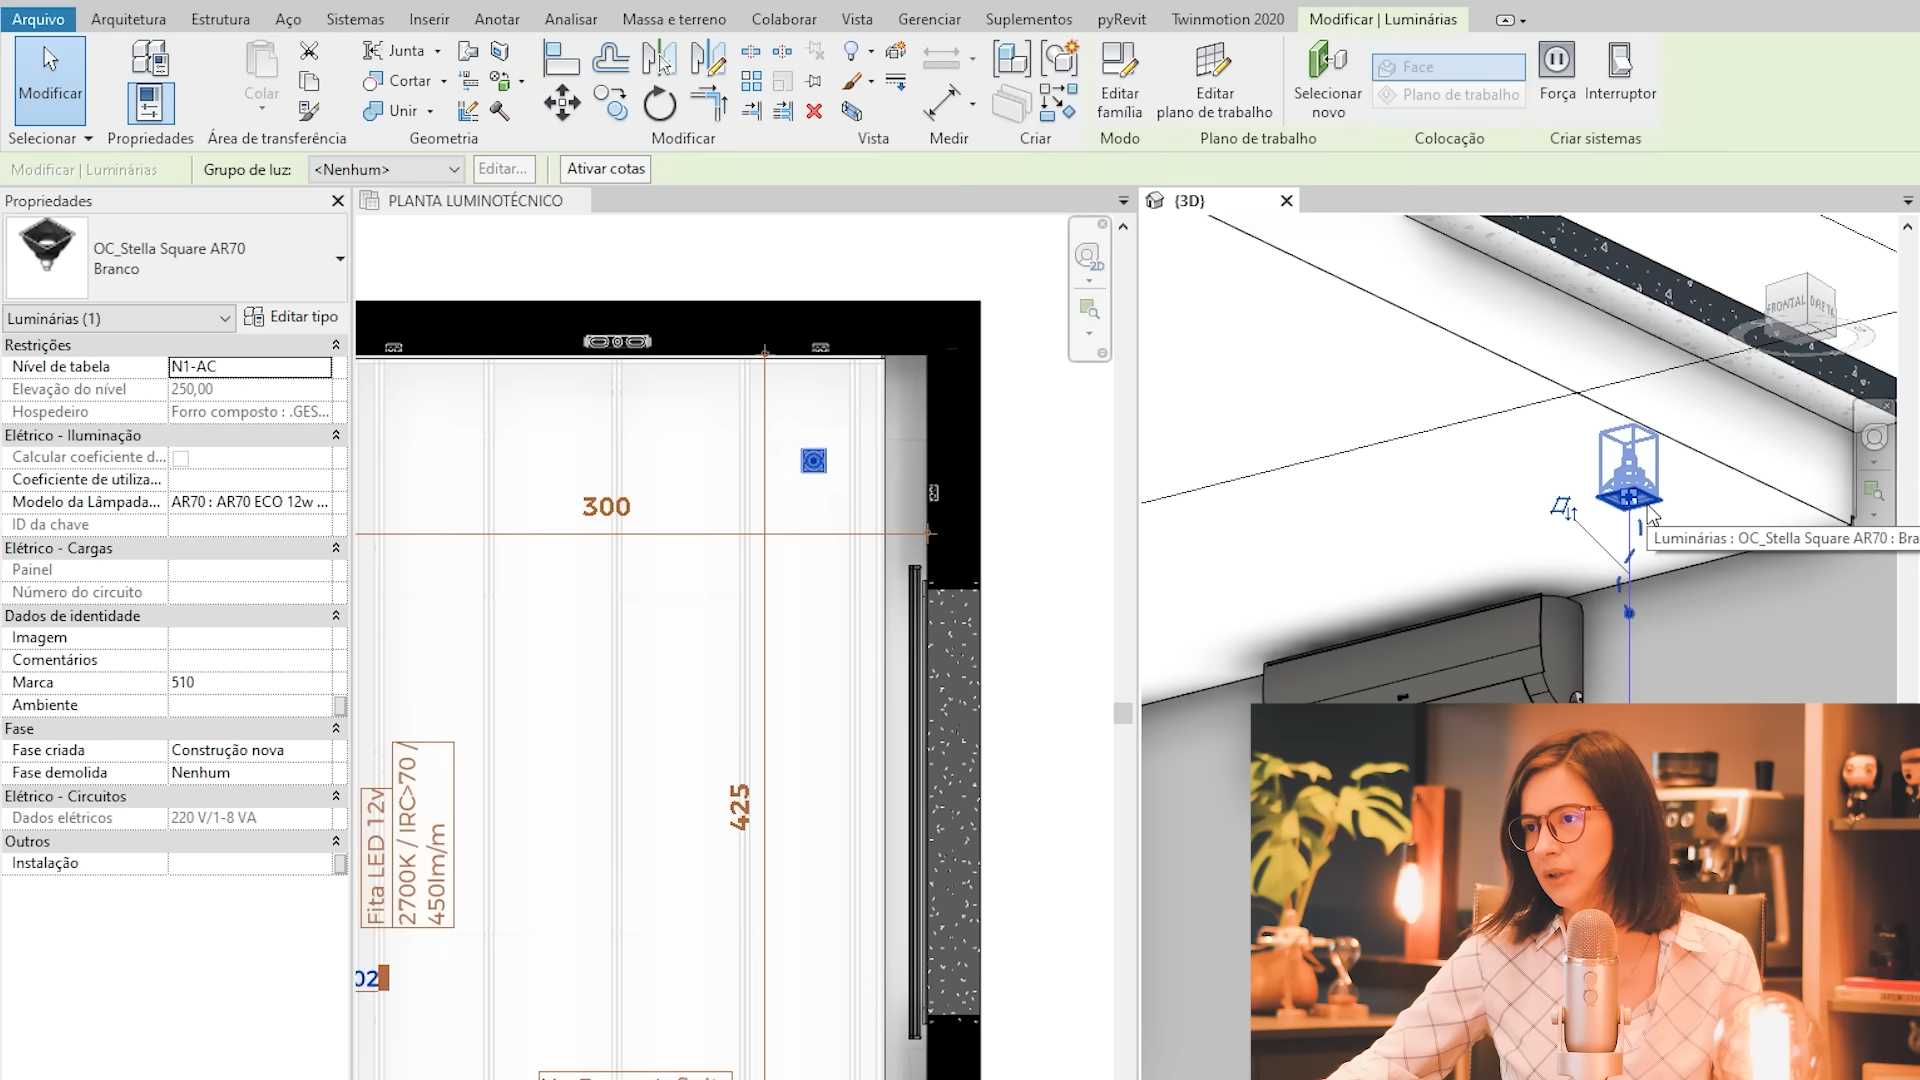 Arquivo Arquitetura Estrutura Aço Sistemas Inserir Anotar Analisar Massa e terreno Colaborar Vista Gerenciar Suplementos pyRevit Twinmotion 2020 Modificar | Luminárias
Modificar
Colar
Junta
Cortar
Unir
Editar
família
Editar
plano de trabalho
Selecionar
novo
Face
Plano de trabalho
Força
Interruptor
Selecionar Propriedades Área de transferência Geometria Modificar Vista Medir Criar Modo Plano de trabalho Colocação Criar sistemas
Modificar | Luminárias Grupo de luz: <Nenhum> Editar... Ativar cotas
Propriedades
OC_Stella Square AR70
Branco
Luminárias (1) Editar tipo
Restrições
Nível de tabela N1-AC
Elevação do nível 250,00
Hospedeiro Forro composto : .GES...
Elétrico - Iluminação
Calcular coeficiente d...
Coeficiente de utiliza...
Modelo da Lâmpada... AR70 : AR70 ECO 12w ...
ID da chave
Elétrico - Cargas
Painel
Número do circuito
Dados de identidade
Imagem
Comentários
Marca 510
Ambiente
Fase
Fase criada Construção nova
Fase demolida Nenhum
Elétrico - Circuitos
Dados elétricos 220 V/1-8 VA
Outros
Instalação
PLANTA LUMINOTÉCNICO
2D
300
425
Fita LED 12v
2700K / IRC>70 /
450lm/m
02
{3D}
FRONTAL
Luminárias : OC_Stella Square AR70 : Bra